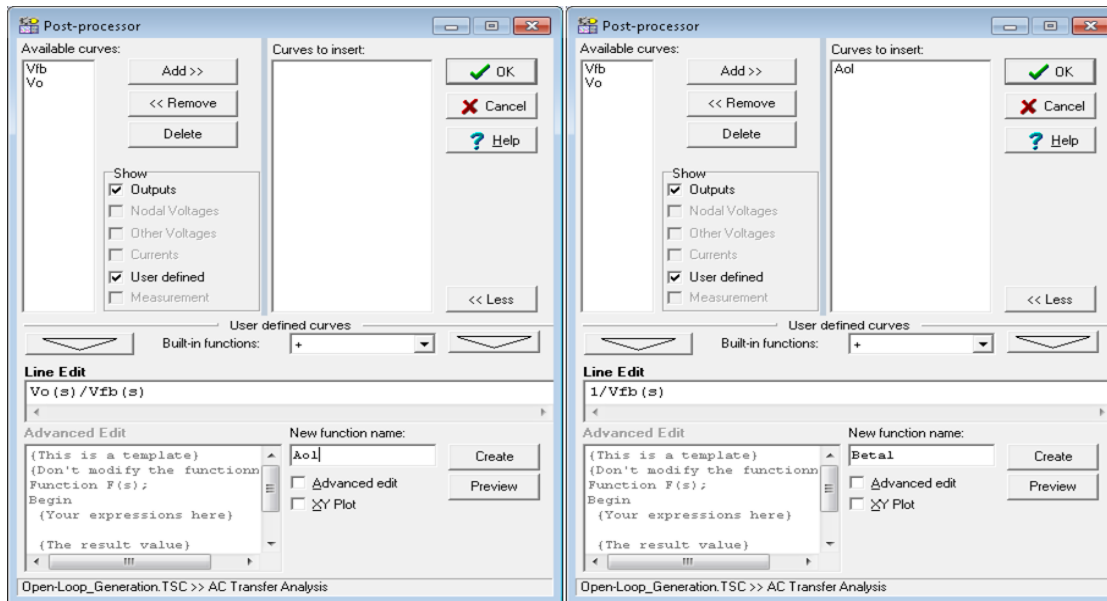 Post-processor
Available curves:
Curves to insert:
Vfb
Vo
Add >>
<< Remove
Delete
OK
Cancel
Help
Show
Outputs
Nodal Voltages
Other Voltages
Currents
User defined
Measurement
<< Less
User defined curves
Built-in functions:
+
Line Edit
Vo(s)/Vfb(s)
Advanced Edit
{This is a template}
{Don't modify the functionn
Function F(s);
Begin
{Your expressions here}
{The result value}
New function name:
Aol
Create
Advanced edit
Preview
XY Plot
Open-Loop_Generation.TSC >> AC Transfer Analysis
Post-processor
Available curves:
Curves to insert:
Vfb
Vo
Add >>
<< Remove
Delete
Aol
OK
Cancel
Help
Show
Outputs
Nodal Voltages
Other Voltages
Currents
User defined
Measurement
<< Less
User defined curves
Built-in functions:
+
Line Edit
1/Vfb(s)
Advanced Edit
{This is a template}
{Don't modify the functionn
Function F(s);
Begin
{Your expressions here}
{The result value}
New function name:
Beta1
Create
Advanced edit
Preview
XY Plot
Open-Loop_Generation.TSC >> AC Transfer Analysis